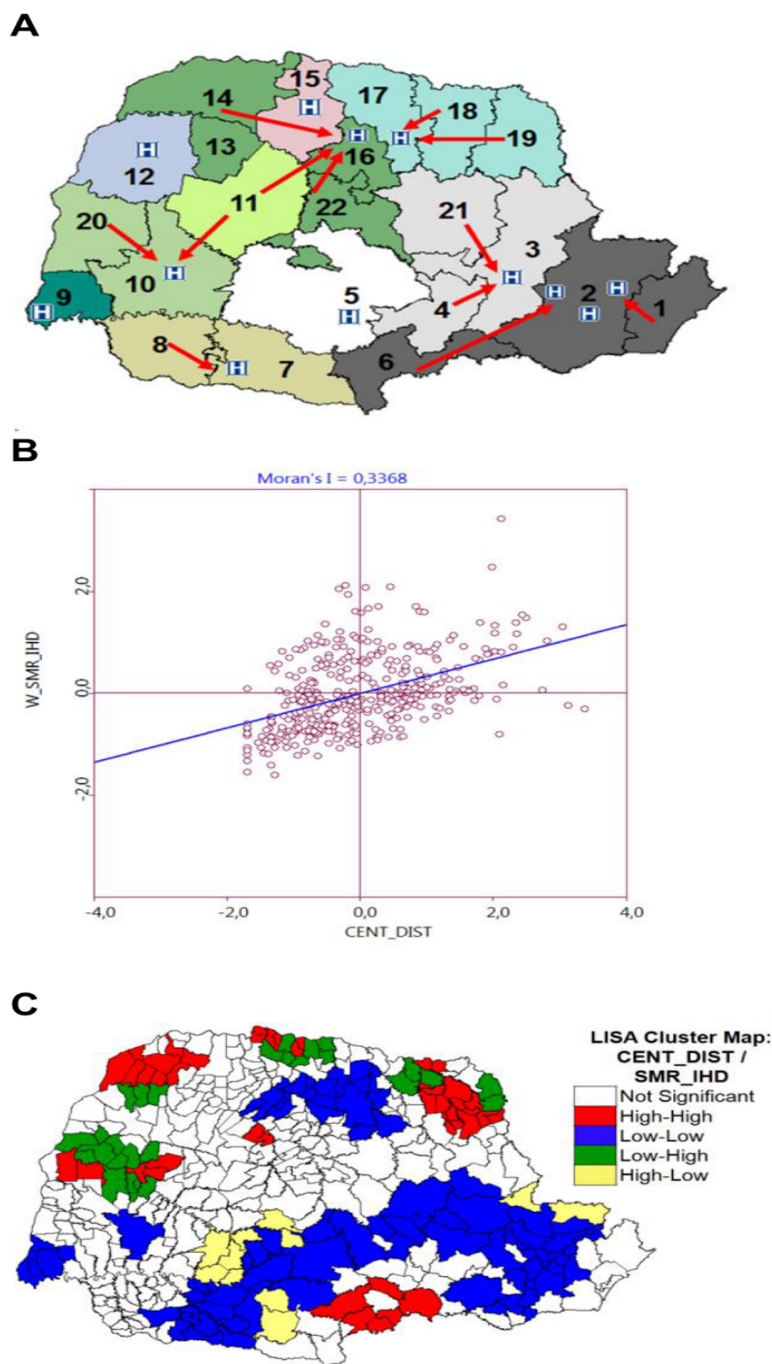 A
15
14
17
18
19
16
13
12
11
22
21
20
3
10
9
5
2
1
4
8
7
6
H
H
H
H
H
H
H
H
H
H
H
B
Moran's I = 0,3368
W_SMR_IHD
2,0
0,0
-2,0
-4,0
-2,0
0,0
2,0
4,0
CENT_DIST
C
LISA Cluster Map:
CENT_DIST /
SMR_IHD
Not Significant
High-High
Low-Low
Low-High
High-Low